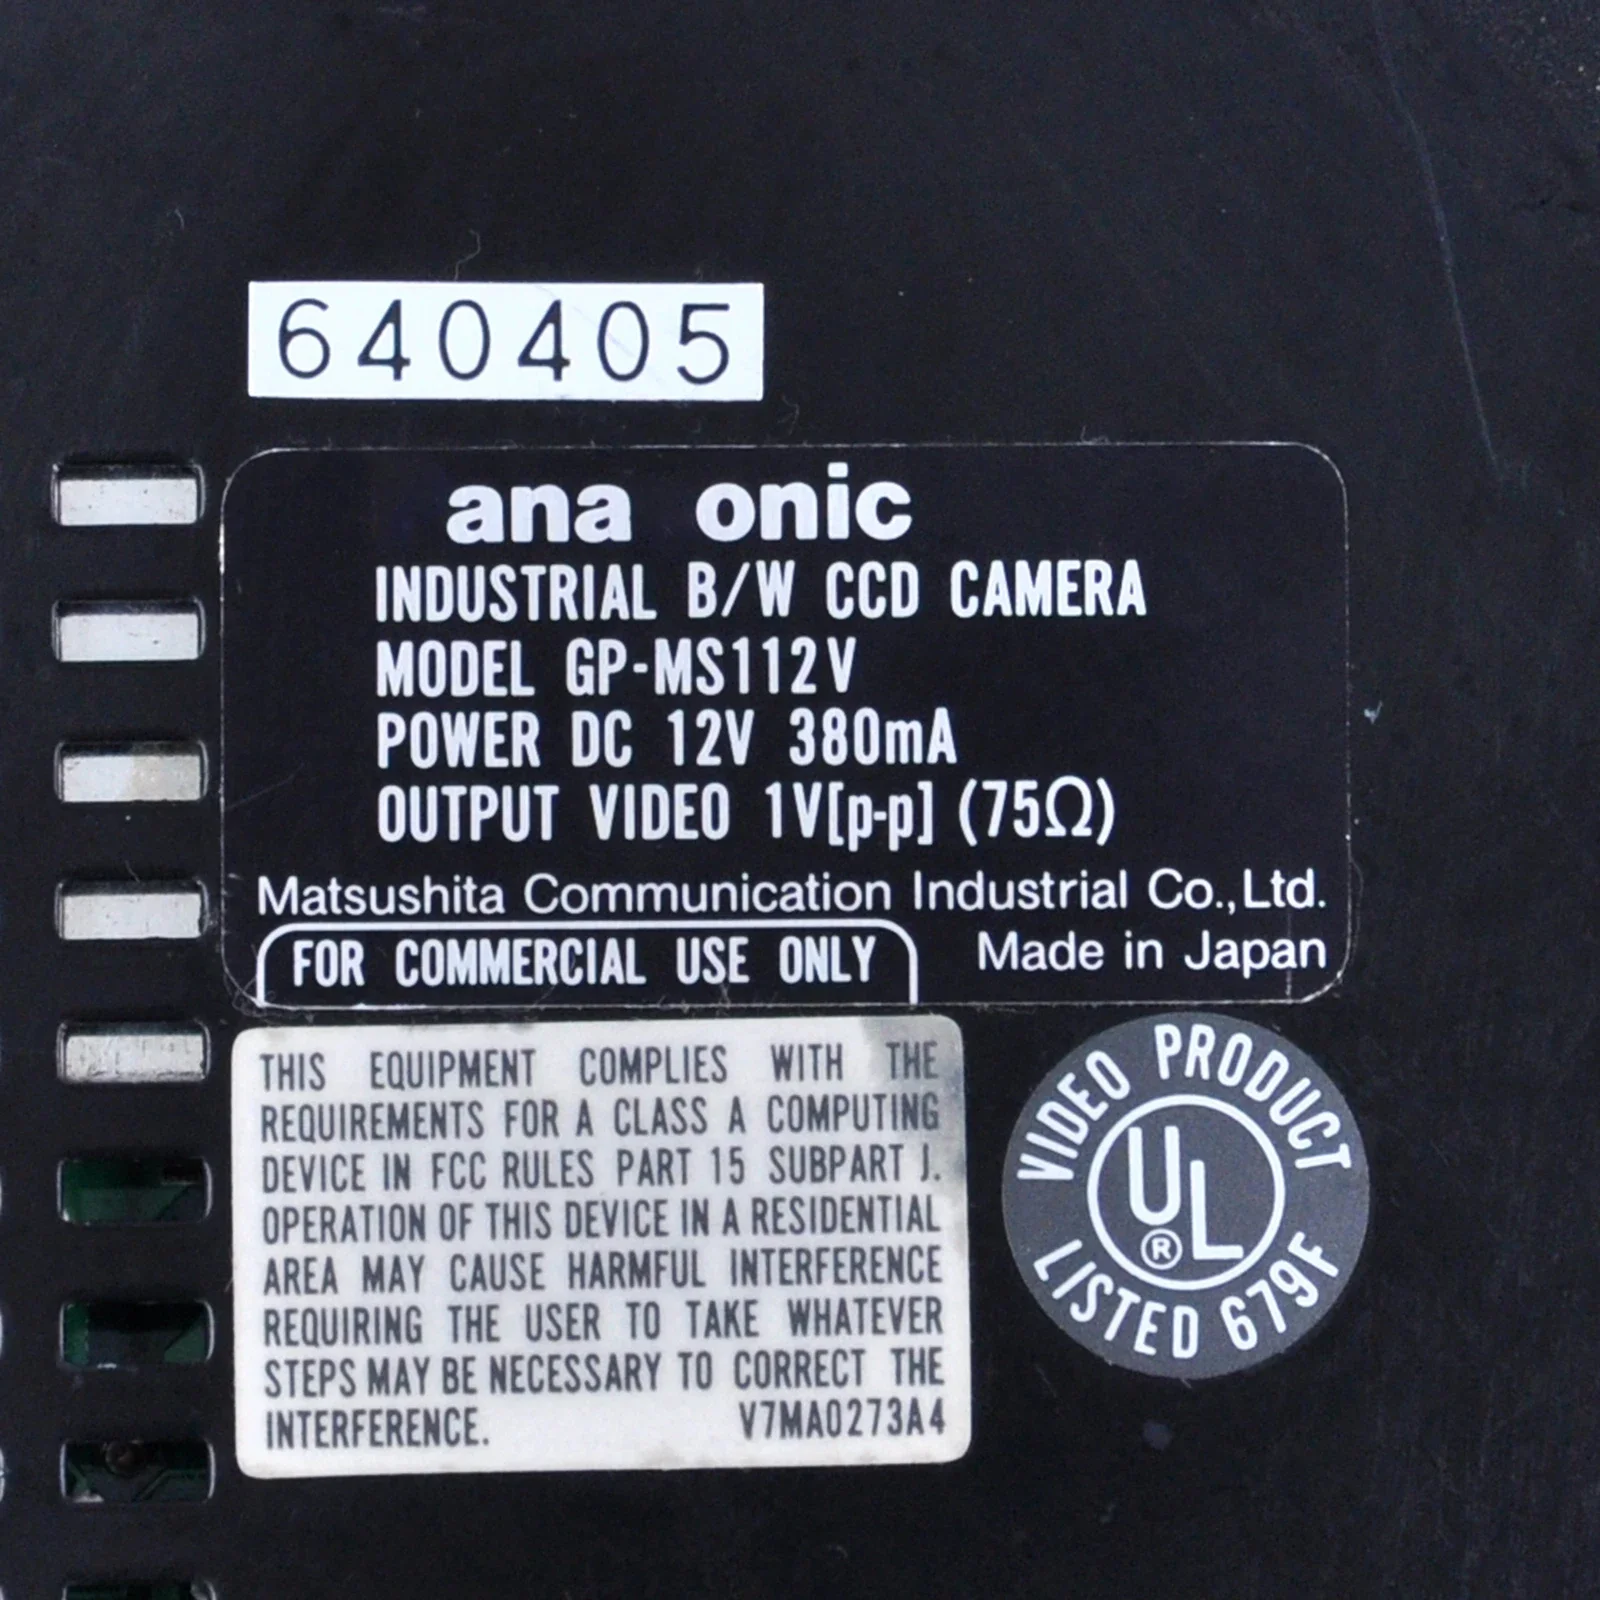 640405
ana onic
INDUSTRIAL B/W CCD CAMERA
MODEL GP-MS112V
POWER DC 12V 380mA
OUTPUT VIDEO 1V[p-p] (75Ω)
Matsushita Communication Industrial Co.,Ltd.
FOR COMMERCIAL USE ONLY
Made in Japan
THIS EQUIPMENT COMPLIES WITH THE
REQUIREMENTS FOR A CLASS A COMPUTING
DEVICE IN FCC RULES PART 15 SUBPART J.
OPERATION OF THIS DEVICE IN A RESIDENTIAL
AREA MAY CAUSE HARMFUL INTERFERENCE
REQUIRING THE USER TO TAKE WHATEVER
STEPS MAY BE NECESSARY TO CORRECT THE
INTERFERENCE. V7MA0273A4
VIDEO PRODUCT
UL
®
LISTED 679F